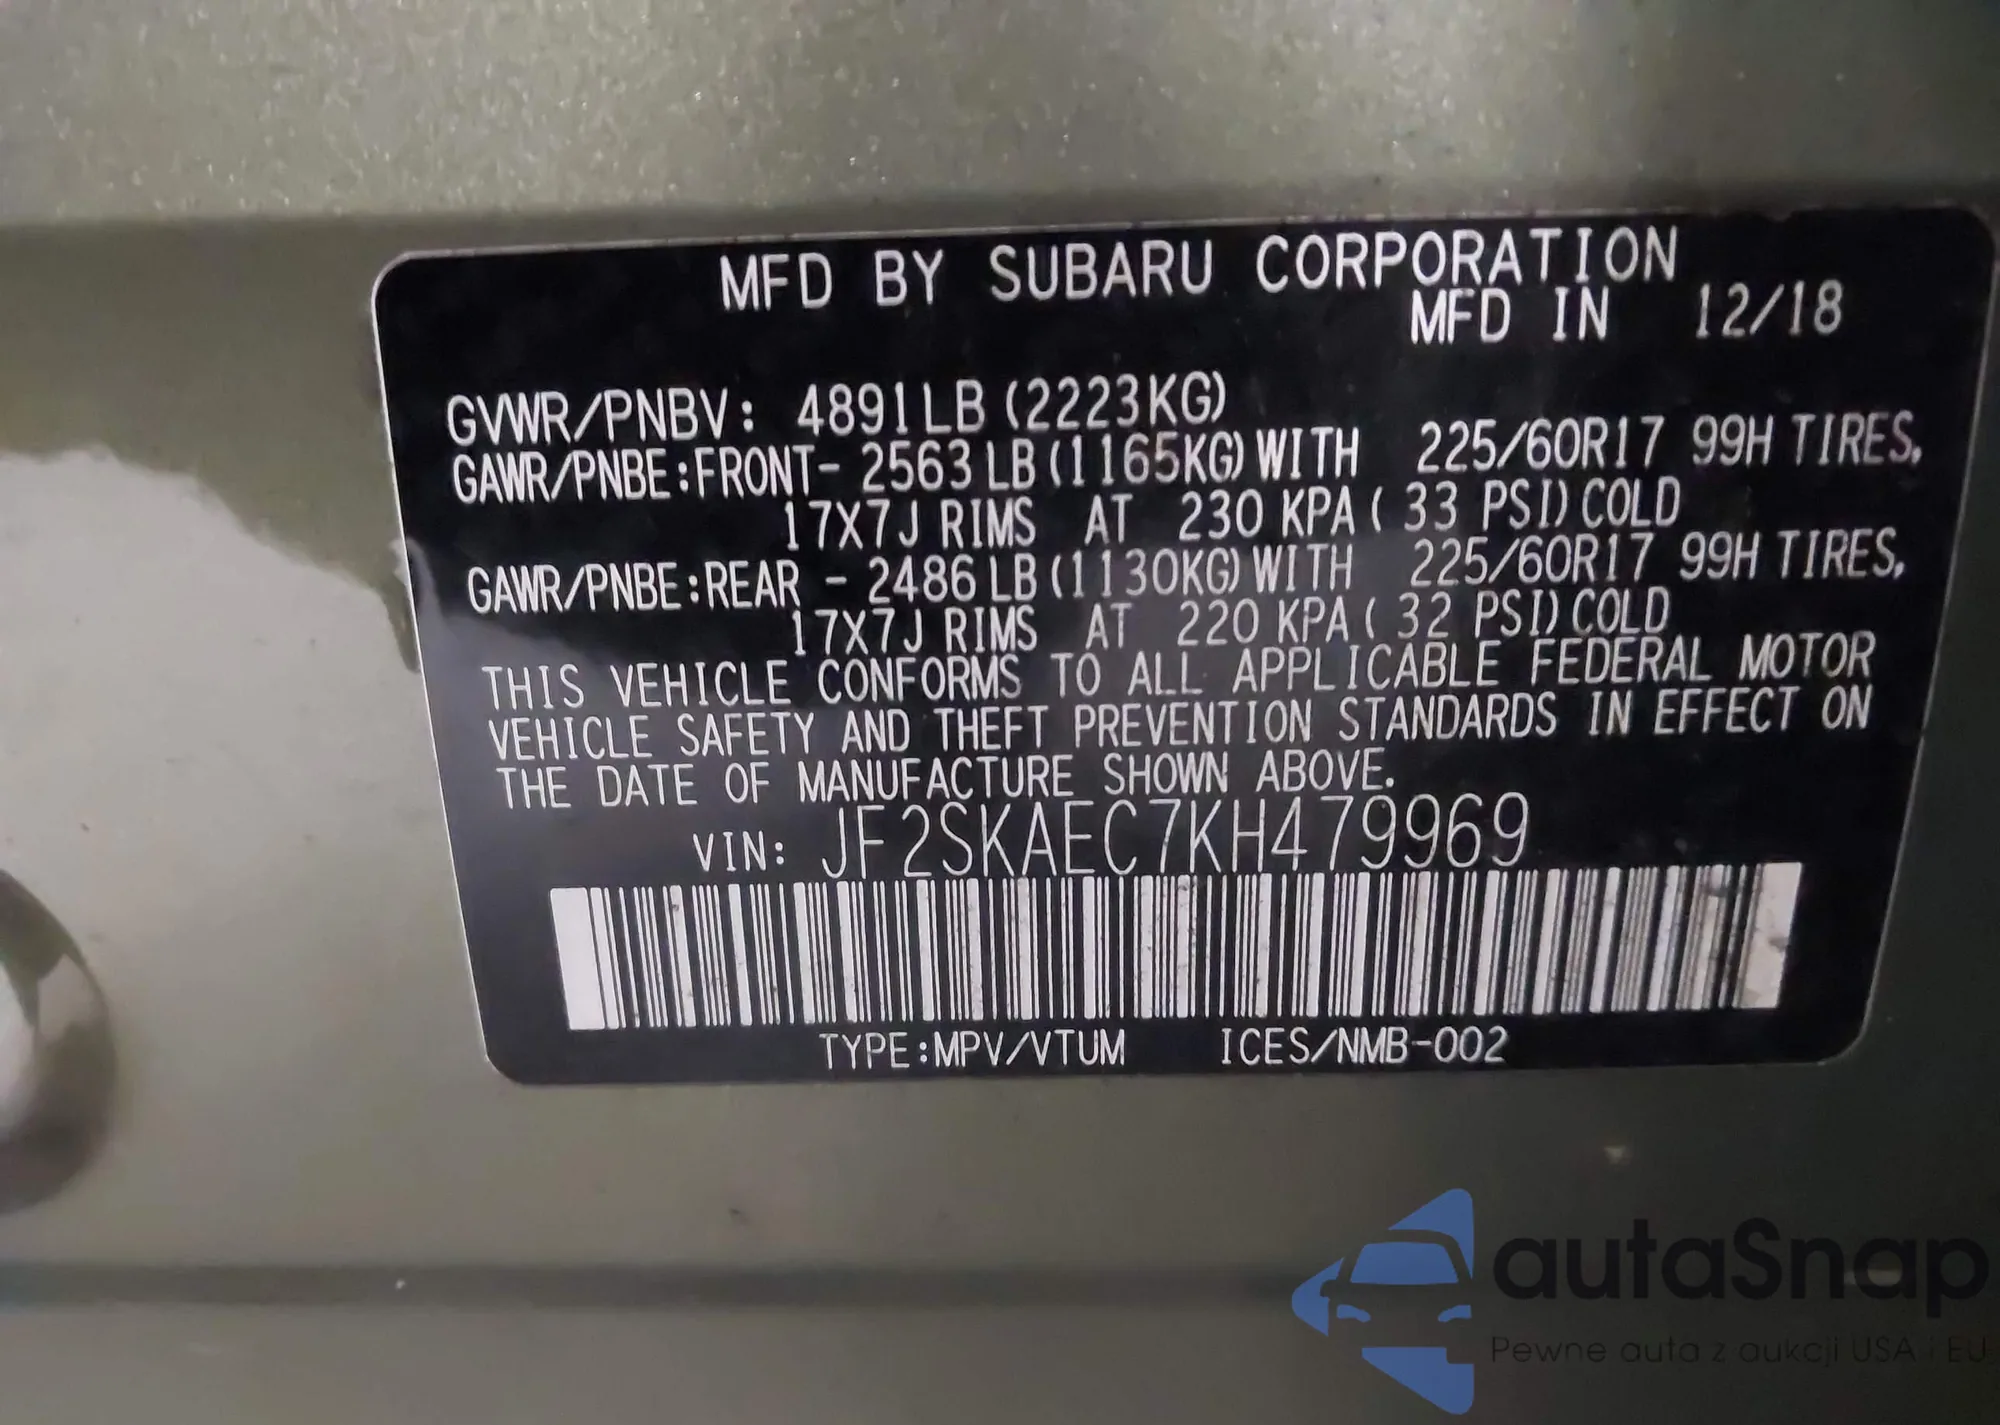 MFD BY SUBARU CORPORATION
MFD IN 12/18
GVWR/PNBV: 4891LB (2223KG)
GAWR/PNBE:FRONT- 2563 LB (1165KG) WITH 225/60R17 99H TIRES,
17X7J RIMS AT 230 KPA ( 33 PSI) COLD
GAWR/PNBE:REAR - 2486 LB (1130KG) WITH 225/60R17 99H TIRES,
17X7J RIMS AT 220 KPA ( 32 PSI) COLD
THIS VEHICLE CONFORMS TO ALL APPLICABLE FEDERAL MOTOR
VEHICLE SAFETY AND THEFT PREVENTION STANDARDS IN EFFECT ON
THE DATE OF MANUFACTURE SHOWN ABOVE.
VIN: JF2SKAEC7KH479969
TYPE:MPV/VTUM ICES/NMB-002
autaSnap
Pewne auta z aukcji USA i EU